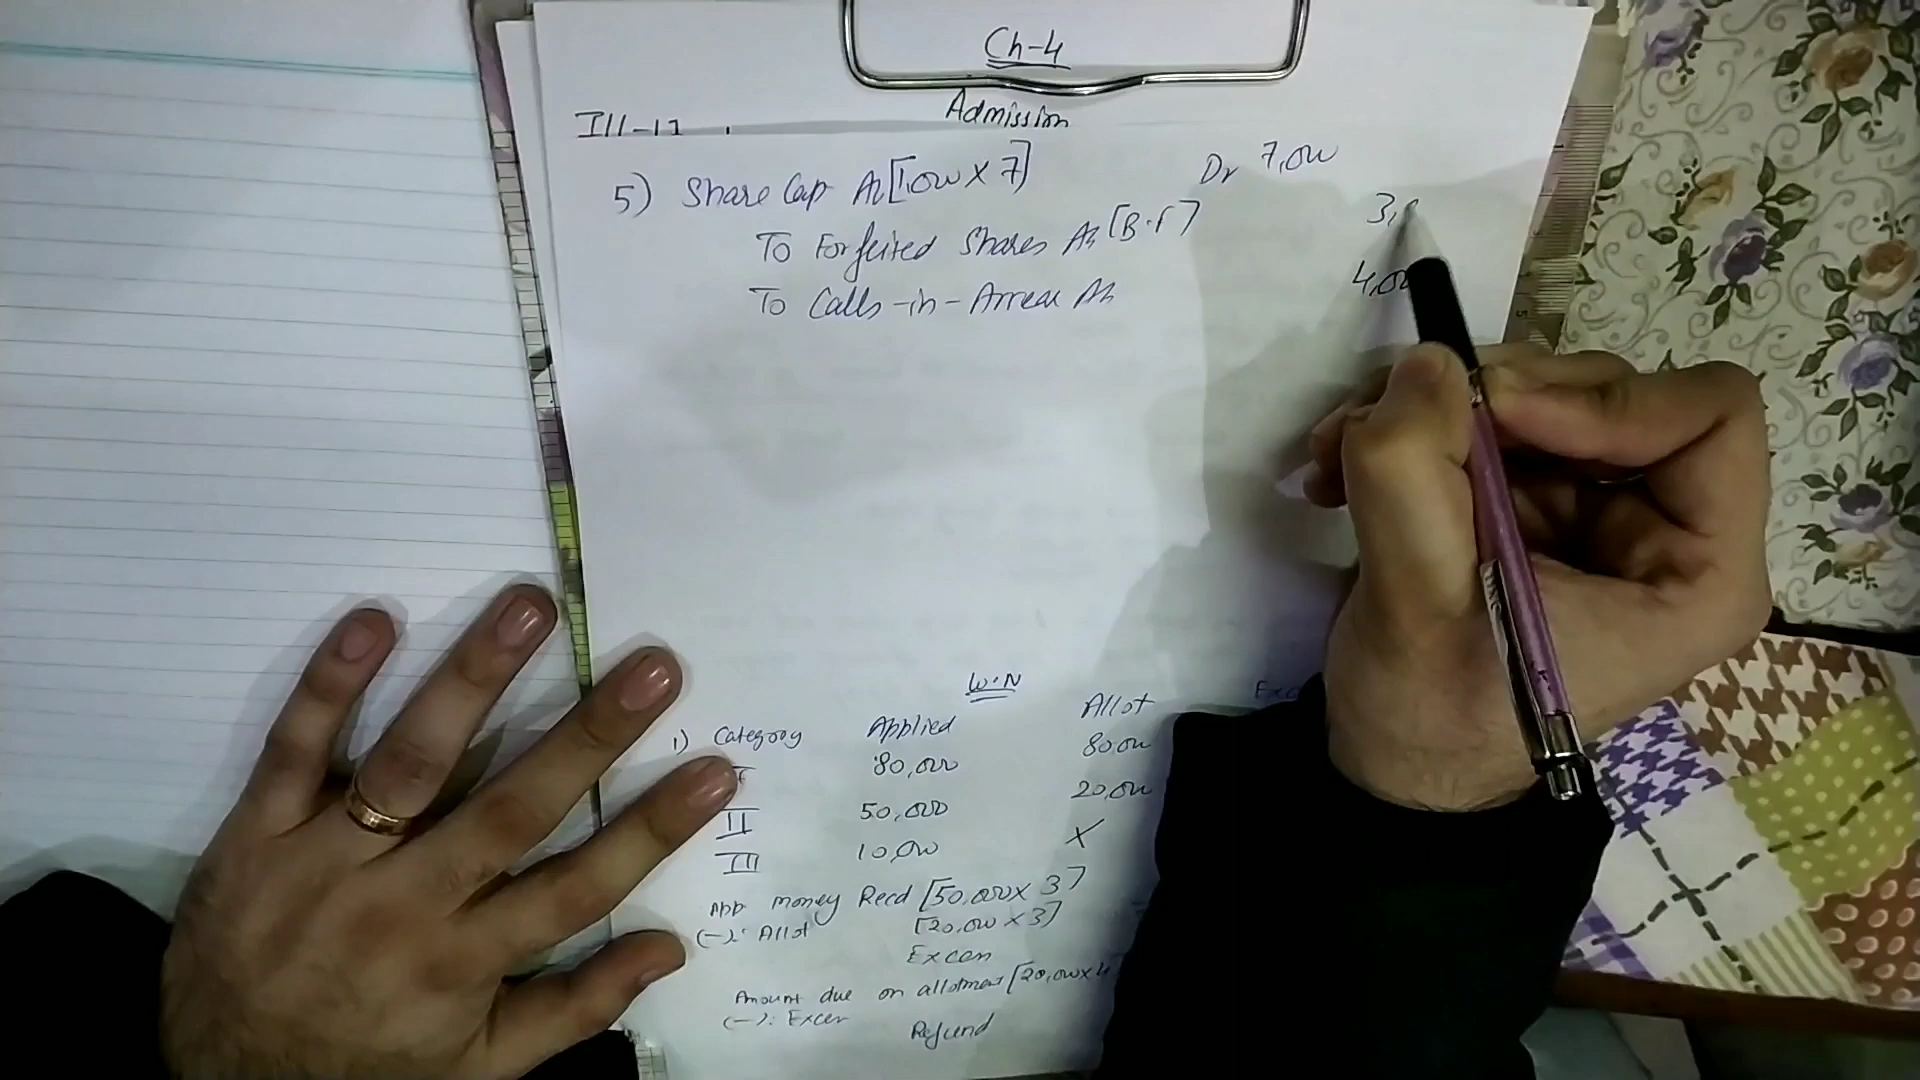 Ch-4
Admission
Ill-17
5) Share Cap A/c [1,000 x 7] Dr 7,000
To Forfeited Shares A/c [B.f] 3,
To Calls-in-Arrear A/c 4,00
W.N
1) Category Applied Allot Exc
I 80,000 80,000
II 50,000 20,000
III 10,000 X
App money Recd [50,000 x 3]
(-): Allot [20,000 x 3]
Excess
Amount due on allotment [20,000 x 4
(-): Excess
Refund